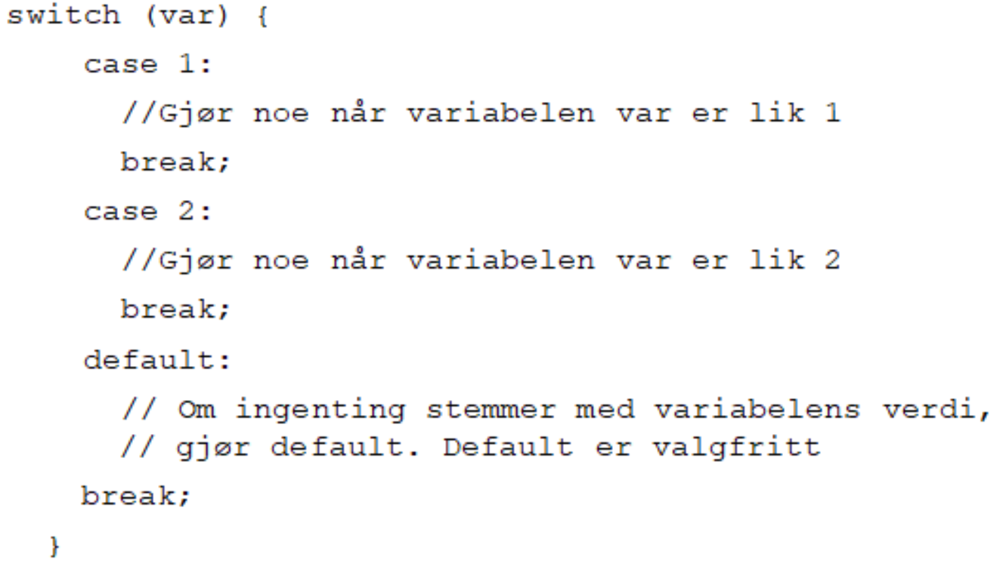 switch (var) {
case 1:
//Gjør noe når variabelen var er lik 1
break;
case 2:
//Gjør noe når variabelen var er lik 2
break;
default:
// Om ingenting stemmer med variabelens verdi,
// gjør default. Default er valgfritt
break;
}